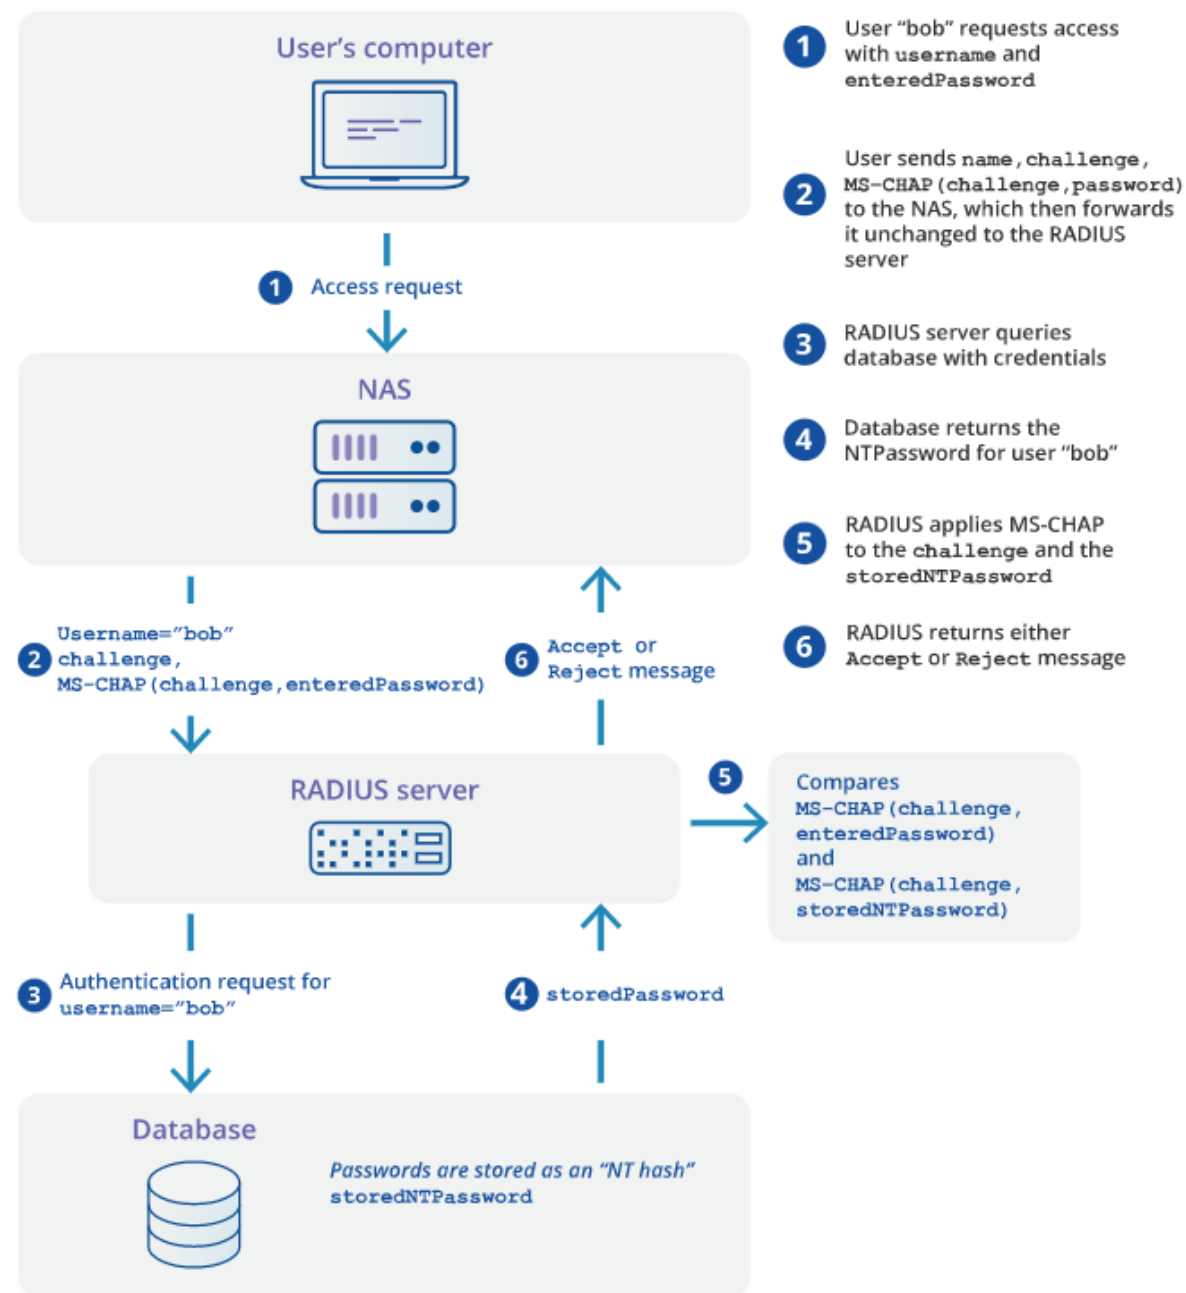 User's computer
1 Access request
NAS
2 Username=”bob”
challenge,
MS-CHAP(challenge,enteredPassword)
6 Accept or
Reject message
RADIUS server
5
Compares
MS-CHAP(challenge,
enteredPassword)
and
MS-CHAP(challenge,
storedNTPassword)
3 Authentication request for
username=”bob”
4 storedPassword
Database
Passwords are stored as an “NT hash”
storedNTPassword
1 User “bob” requests access
with username and
enteredPassword
2 User sends name,challenge,
MS-CHAP(challenge,password)
to the NAS, which then forwards
it unchanged to the RADIUS
server
3 RADIUS server queries
database with credentials
4 Database returns the
NTPassword for user “bob”
5 RADIUS applies MS-CHAP
to the challenge and the
storedNTPassword
6 RADIUS returns either
Accept or Reject message